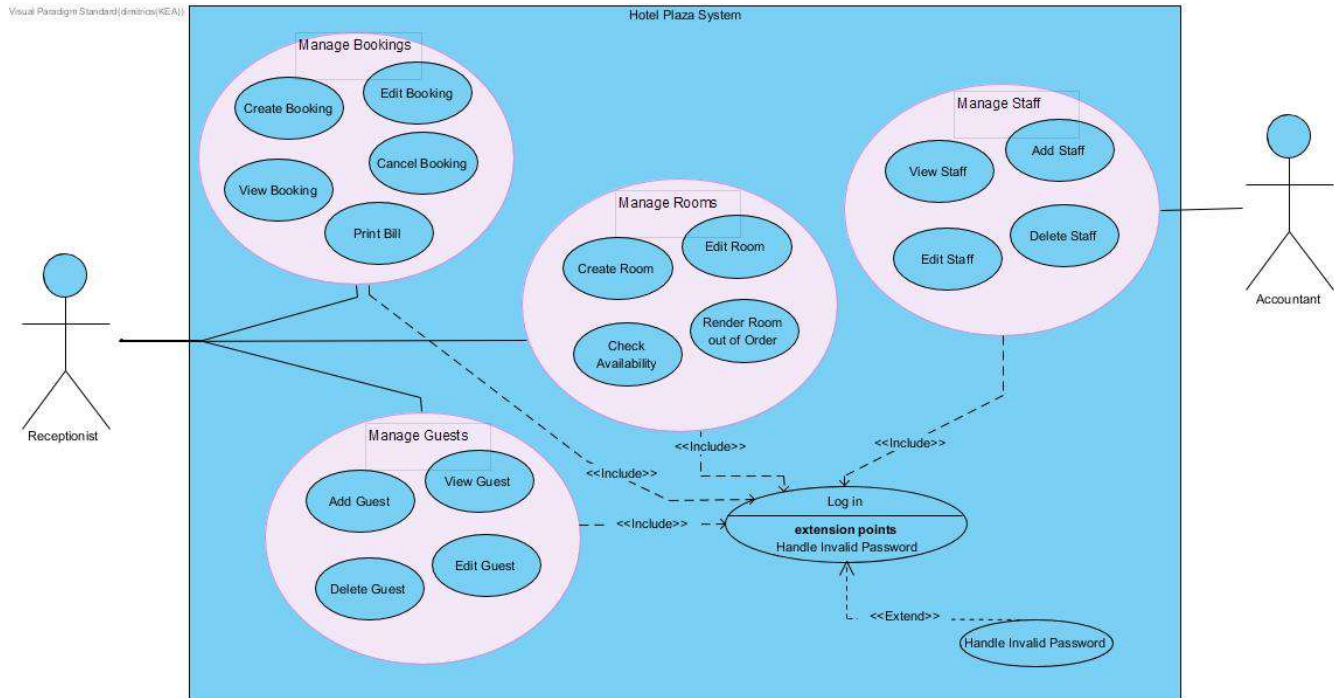 Visual Paradigm Standard(dimitrios(KEA))
Hotel Plaza System
Manage Bookings
Edit Booking
Create Booking
Cancel Booking
View Booking
Print Bill
Manage Staff
Add Staff
View Staff
Delete Staff
Edit Staff
Accountant
Manage Rooms
Edit Room
Create Room
Render Room
out of Order
Check
Availability
Receptionist
Manage Guests
View Guest
Add Guest
Edit Guest
Delete Guest
<<Include>>
<<Include>>
<<Include>>
<<Include>>
Log in
extension points
Handle Invalid Password
<<Extend>>
Handle Invalid Password